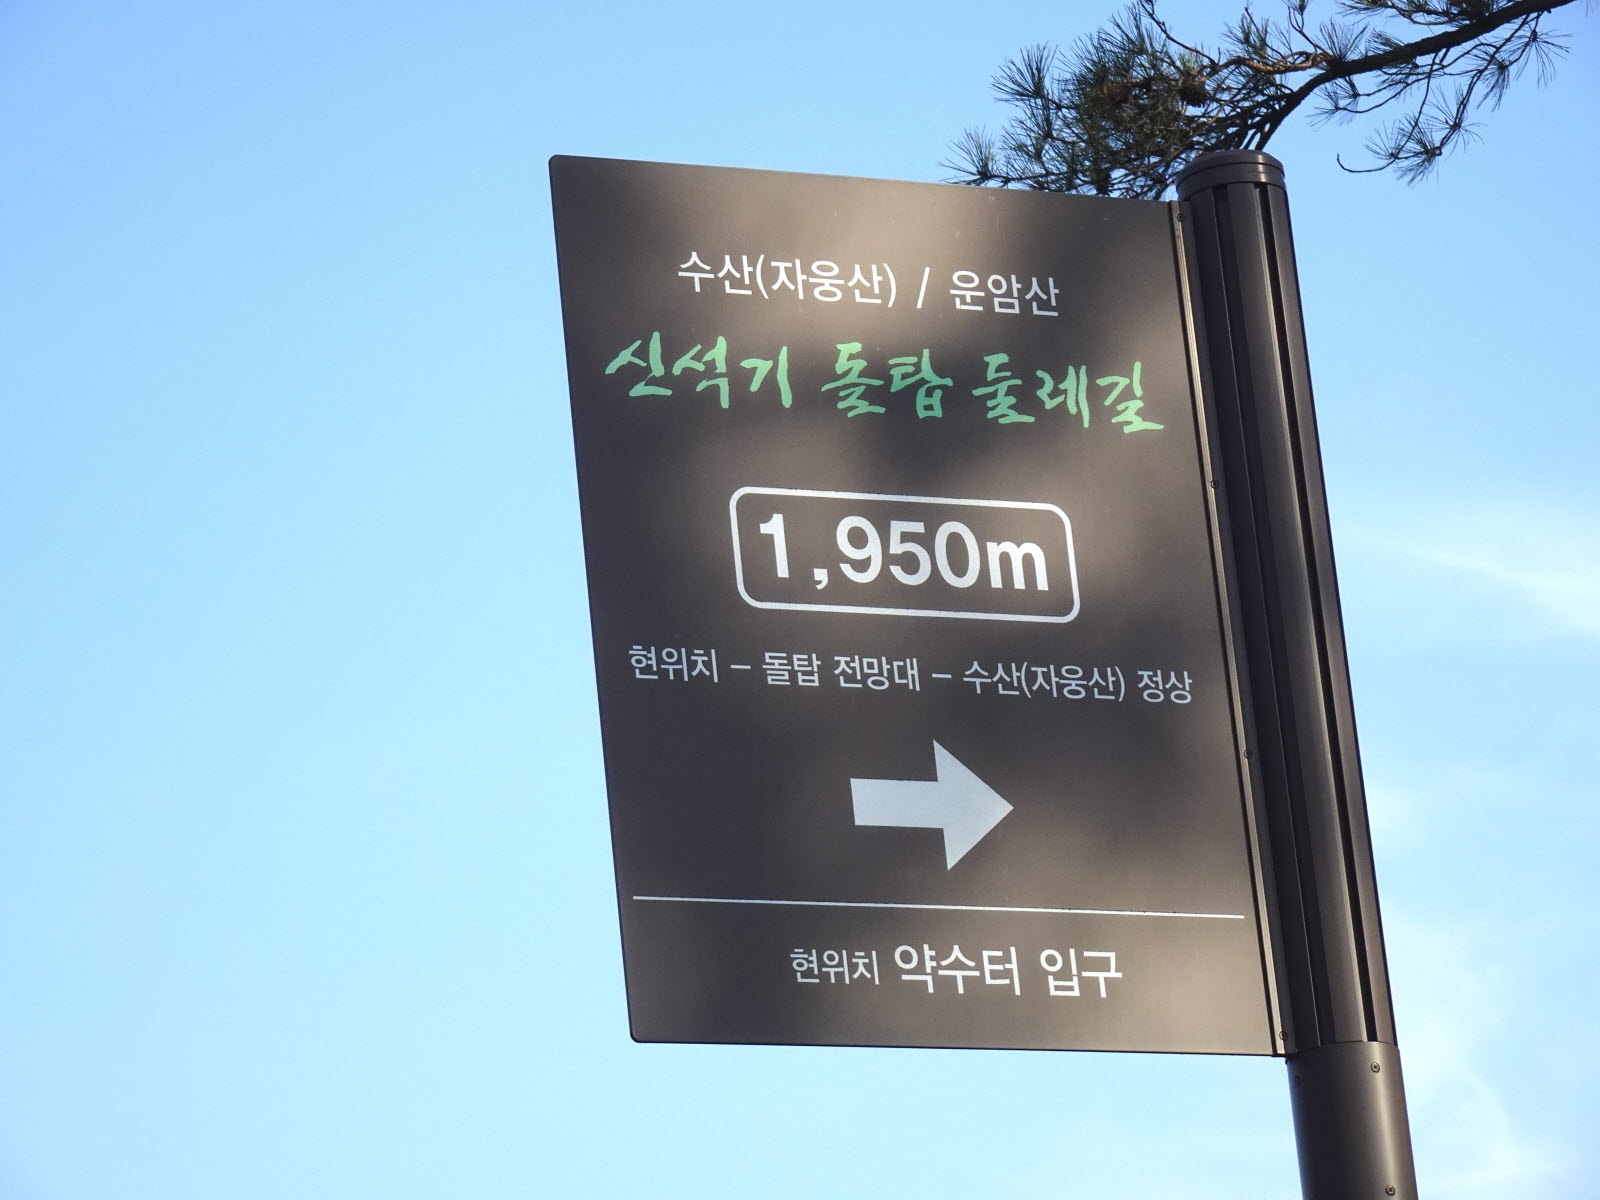 수산(자웅산) / 운암산
신석기 돌탑 둘레길
1,950m
현위치 – 돌탑 전망대 – 수산(자웅산) 정상
현위치 약수터 입구